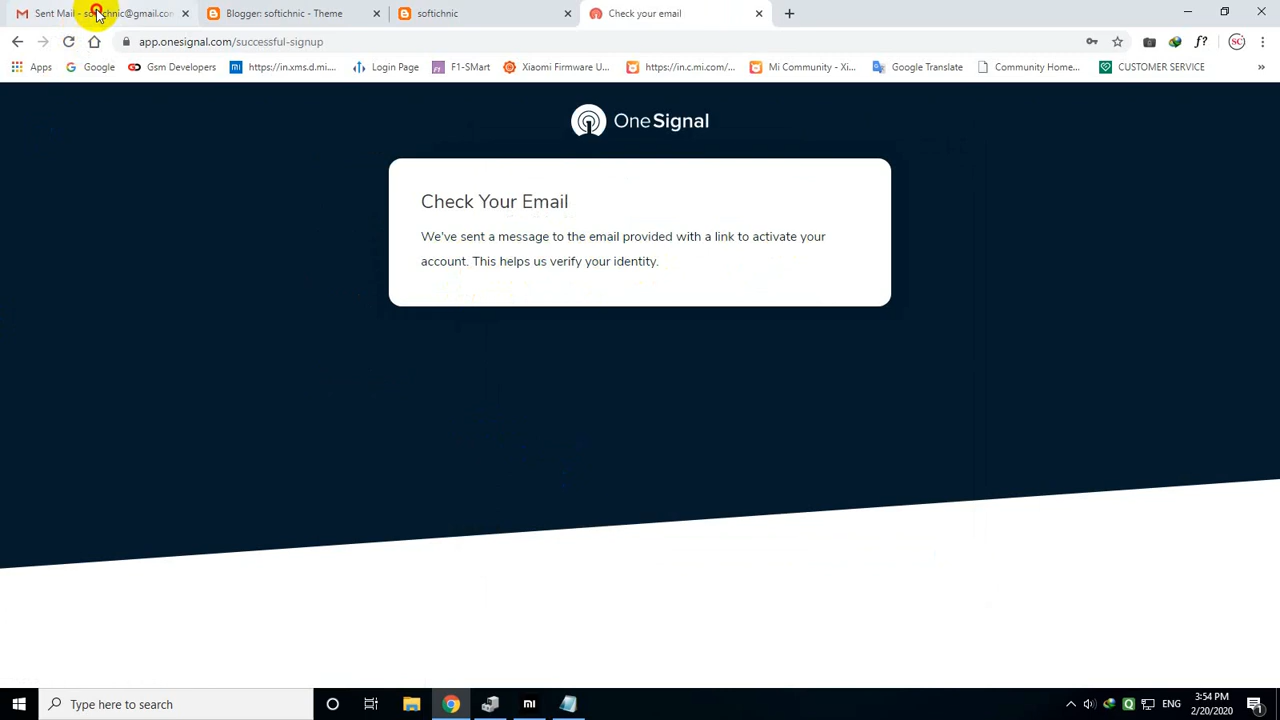 Sent Mail - softichnic@gmail.com
Blogger: softichnic - Theme
softichnic
Check your email
app.onesignal.com/successful-signup
Apps
Google
Gsm Developers
https://in.xms.d.mi....
Login Page
F1-SMart
Xiaomi Firmware U...
https://in.c.mi.com/...
Mi Community - Xi...
Google Translate
Community Home...
CUSTOMER SERVICE
»
f?
SC
OneSignal
Check Your Email
We've sent a message to the email provided with a link to activate your
account. This helps us verify your identity.
Type here to search
mi
ENG
3:54 PM
2/20/2020
1